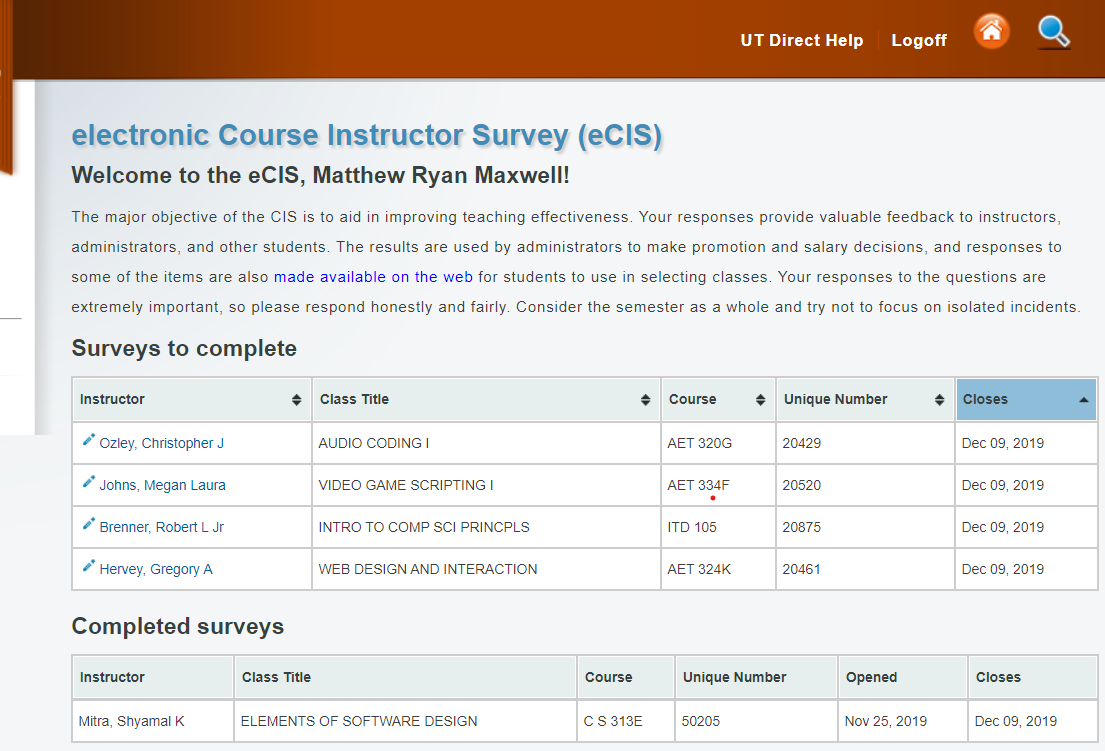 UT Direct Help Logoff
electronic Course Instructor Survey (eCIS)
Welcome to the eCIS, Matthew Ryan Maxwell!
The major objective of the CIS is to aid in improving teaching effectiveness. Your responses provide valuable feedback to instructors,
administrators, and other students. The results are used by administrators to make promotion and salary decisions, and responses to
some of the items are also made available on the web for students to use in selecting classes. Your responses to the questions are
extremely important, so please respond honestly and fairly. Consider the semester as a whole and try not to focus on isolated incidents.
Surveys to complete
Instructor Class Title Course Unique Number Closes
Ozley, Christopher J AUDIO CODING I AET 320G 20429 Dec 09, 2019
Johns, Megan Laura VIDEO GAME SCRIPTING I AET 334F 20520 Dec 09, 2019
Brenner, Robert L Jr INTRO TO COMP SCI PRINCPLS ITD 105 20875 Dec 09, 2019
Hervey, Gregory A WEB DESIGN AND INTERACTION AET 324K 20461 Dec 09, 2019
Completed surveys
Instructor Class Title Course Unique Number Opened Closes
Mitra, Shyamal K ELEMENTS OF SOFTWARE DESIGN C S 313E 50205 Nov 25, 2019 Dec 09, 2019